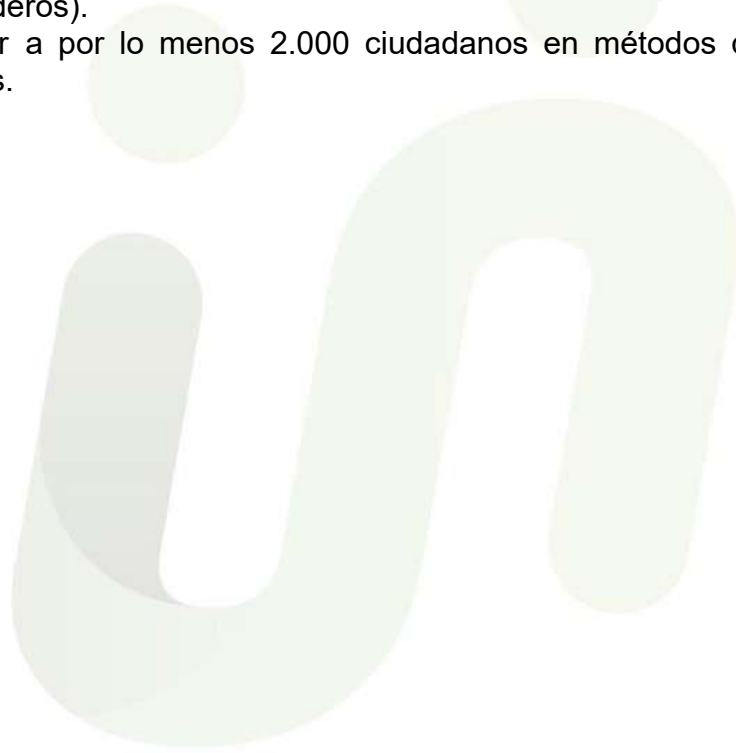 deros).
r a por lo menos 2.000 ciudadanos en métodos
s.